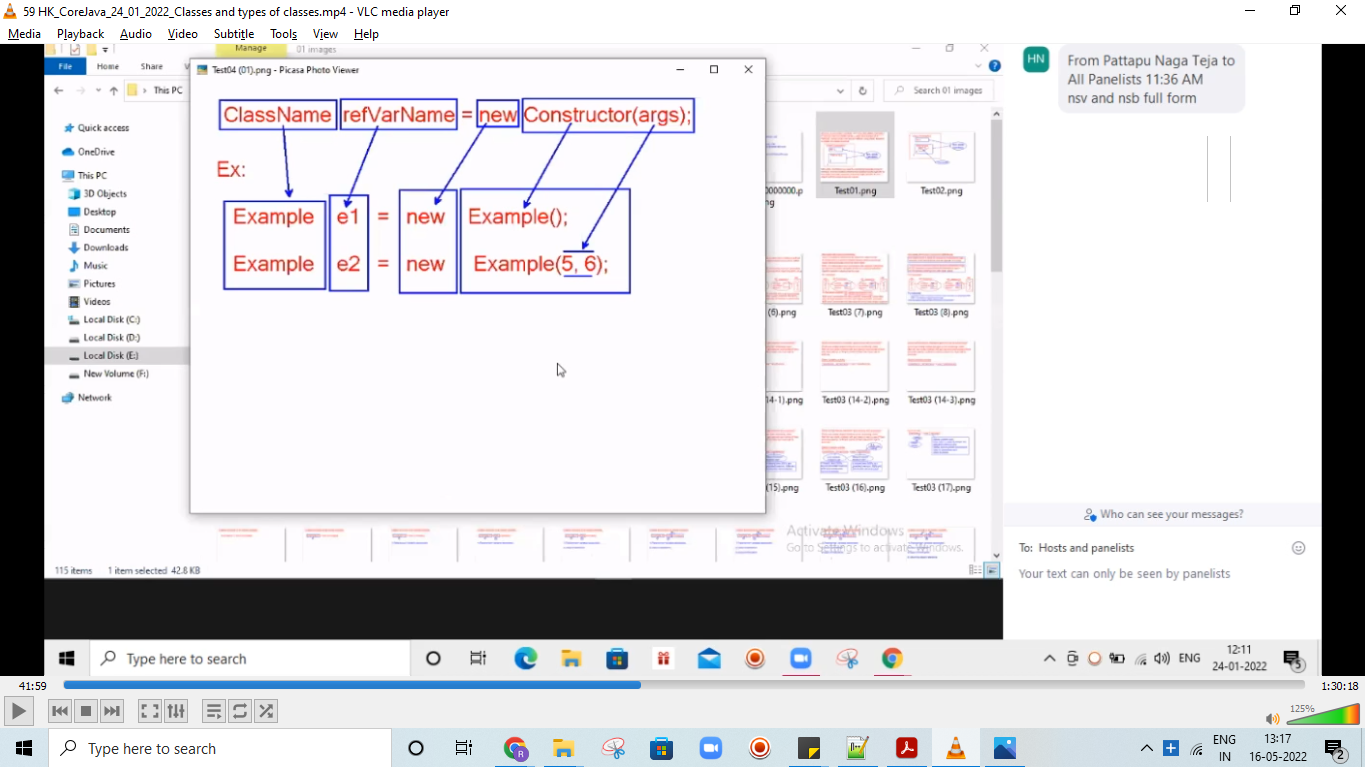 59 HK_CoreJava_24_01_2022_Classes and types of classes.mp4 - VLC media player
Media Playback Audio Video Subtitle Tools View Help
Manage 01 images
File Home Share
This PC
Search 01 images
Quick access
OneDrive
This PC
3D Objects
Desktop
Documents
Downloads
Music
Pictures
Videos
Local Disk (C:)
Local Disk (D:)
Local Disk (E:)
New Volume (F:)
Network
Test04 (01).png - Picasa Photo Viewer
ClassName refVarName = new Constructor(args);
Ex:
Example e1 = new Example();
Example e2 = new Example(5, 6);
0000000.p
ng
Test01.png
Test02.png
(6).png
Test03 (7).png
Test03 (8).png
14-1).png
Test03 (14-2).png
Test03 (14-3).png
(15).png
Test03 (16).png
Test03 (17).png
Activate Windows
Go to Settings to activate Windows.
115 items 1 item selected 42.8 KB
HN
From Pattapu Naga Teja to
All Panelists 11:36 AM
nsv and nsb full form
Who can see your messages?
To: Hosts and panelists
Your text can only be seen by panelists
Type here to search
ENG
12:11
24-01-2022
5
41:59
1:30:18
125%
Type here to search
R
ENG
IN
13:17
16-05-2022
2